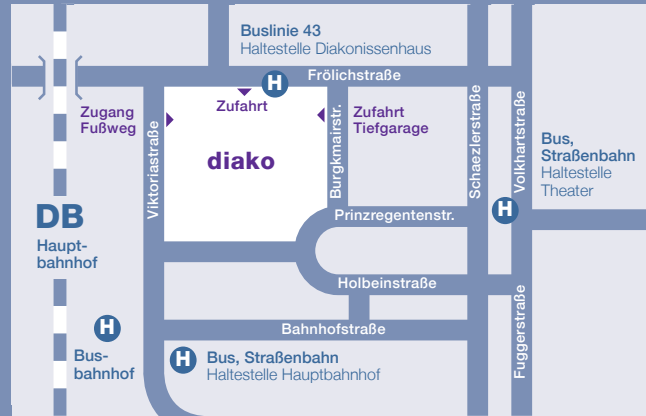 Buslinie 43
Haltestelle Diakonissenhaus
Frölichstraße
H
Zufahrt
Zugang
Fußweg
Zufahrt
Tiefgarage
diako
Viktoriastraße
Burgkmairstr.
Schaezlerstraße
Volkhartstraße
Bus,
Straßenbahn
Haltestelle
Theater
H
Prinzregentenstr.
DB
Haupt-
bahnhof
Holbeinstraße
Fuggerstraße
H
Bus-
bahnhof
Bahnhofstraße
H
Bus, Straßenbahn
Haltestelle Hauptbahnhof